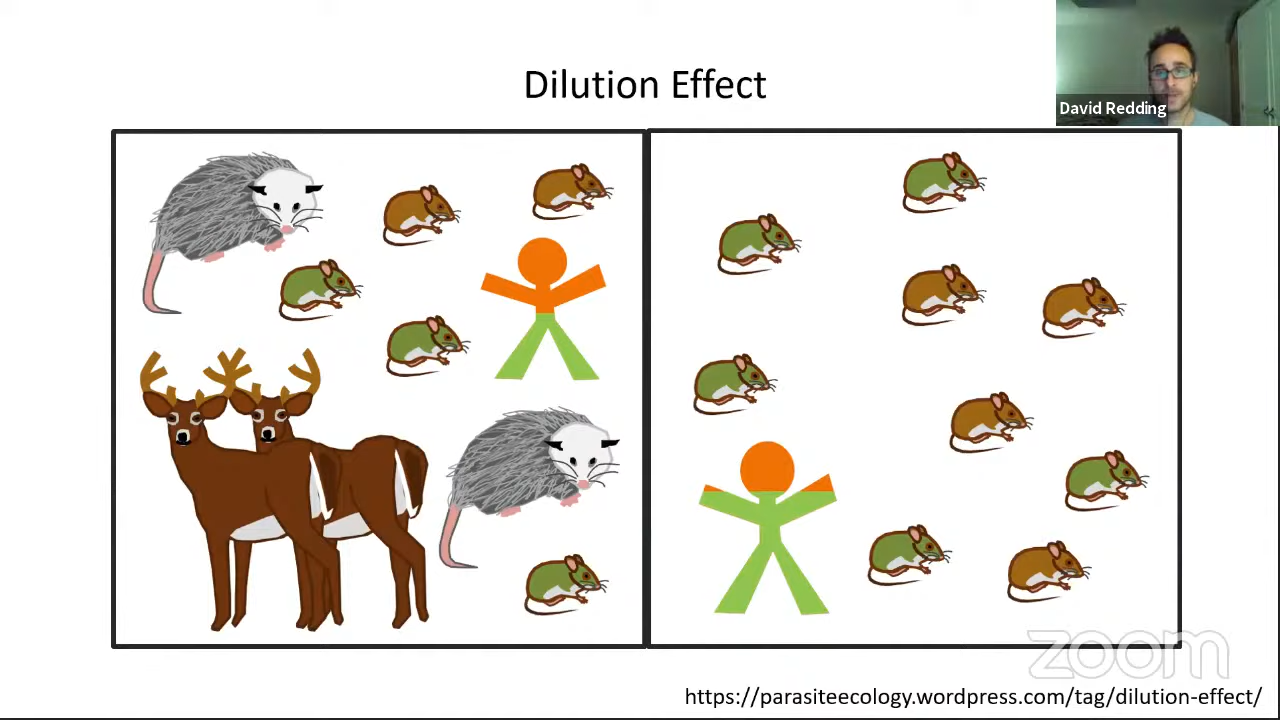 Dilution Effect
David Redding
zoom
https://parasiteecology.wordpress.com/tag/dilution-effect/